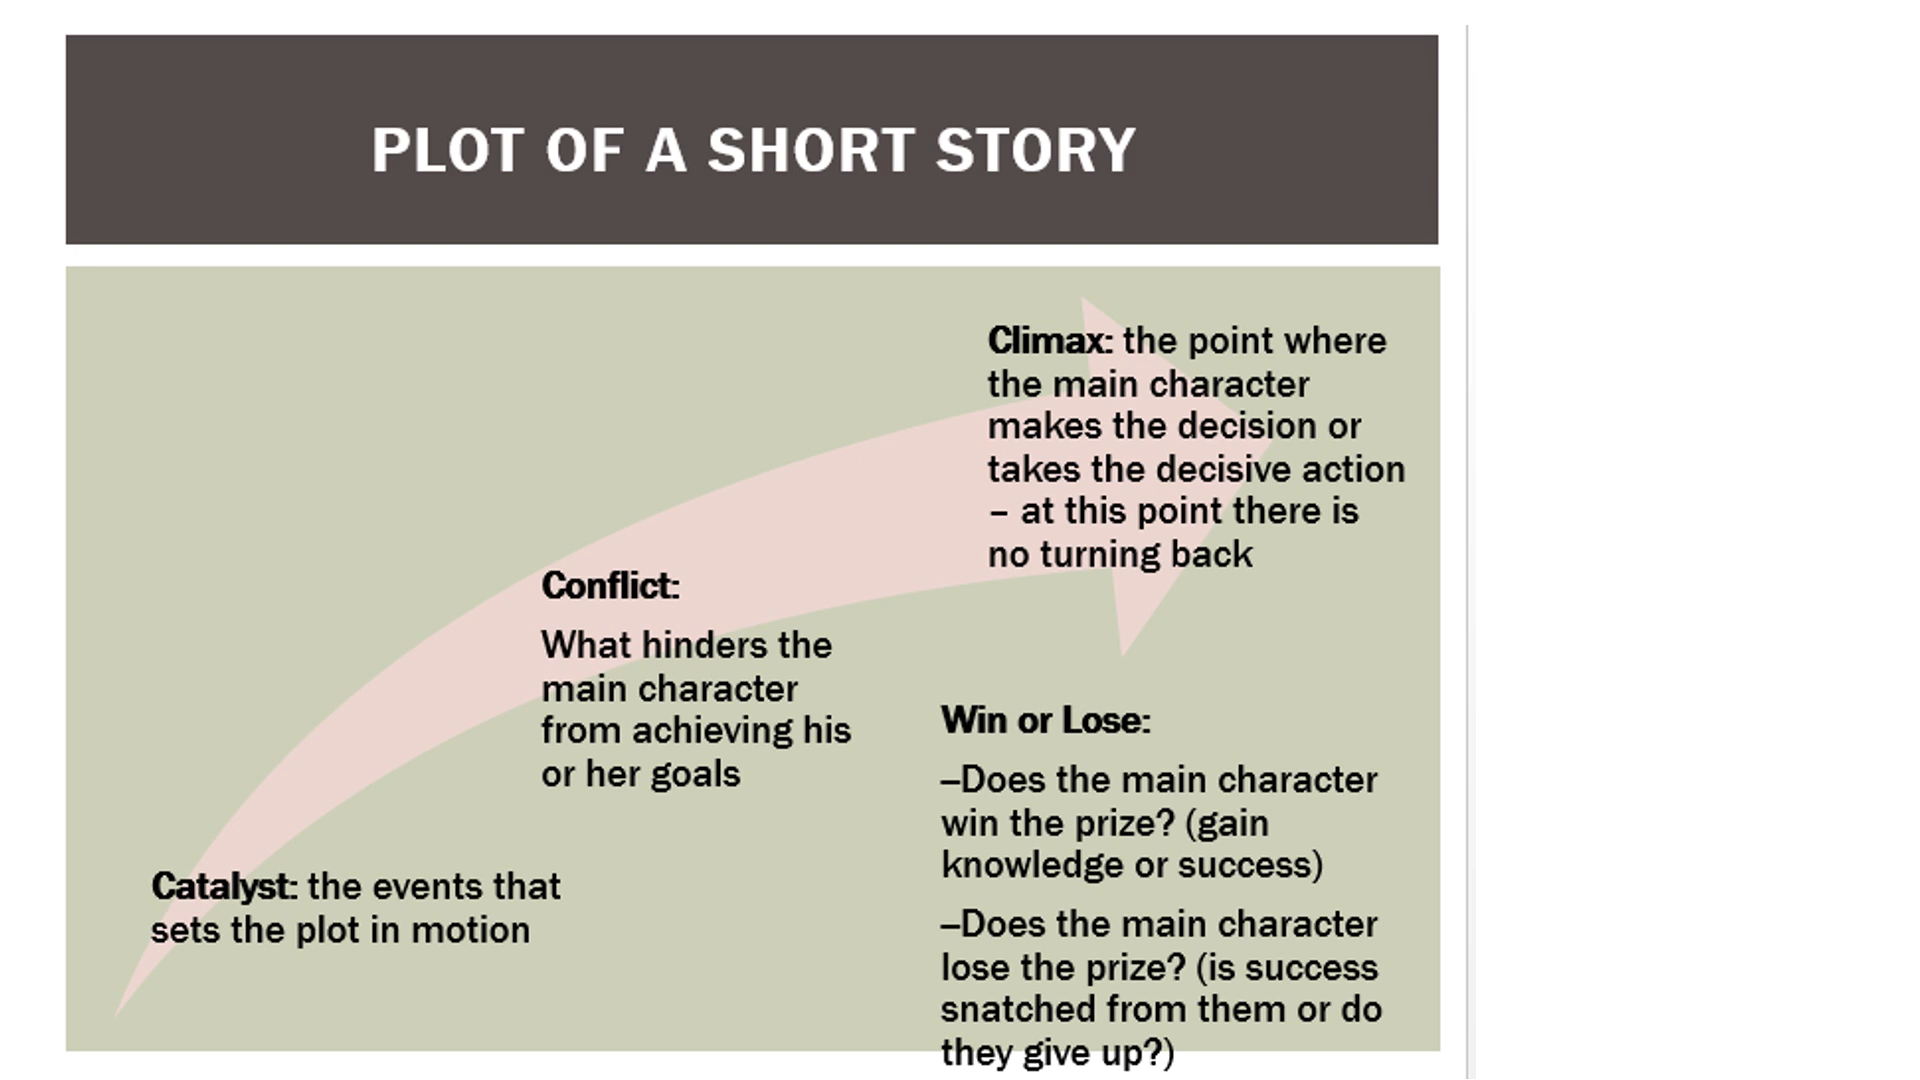 PLOT OF A SHORT STORY
Catalyst: the events that
sets the plot in motion
Conflict:
What hinders the
main character
from achieving his
or her goals
Climax: the point where
the main character
makes the decision or
takes the decisive action
– at this point there is
no turning back
Win or Lose:
–Does the main character
win the prize? (gain
knowledge or success)
–Does the main character
lose the prize? (is success
snatched from them or do
they give up?)